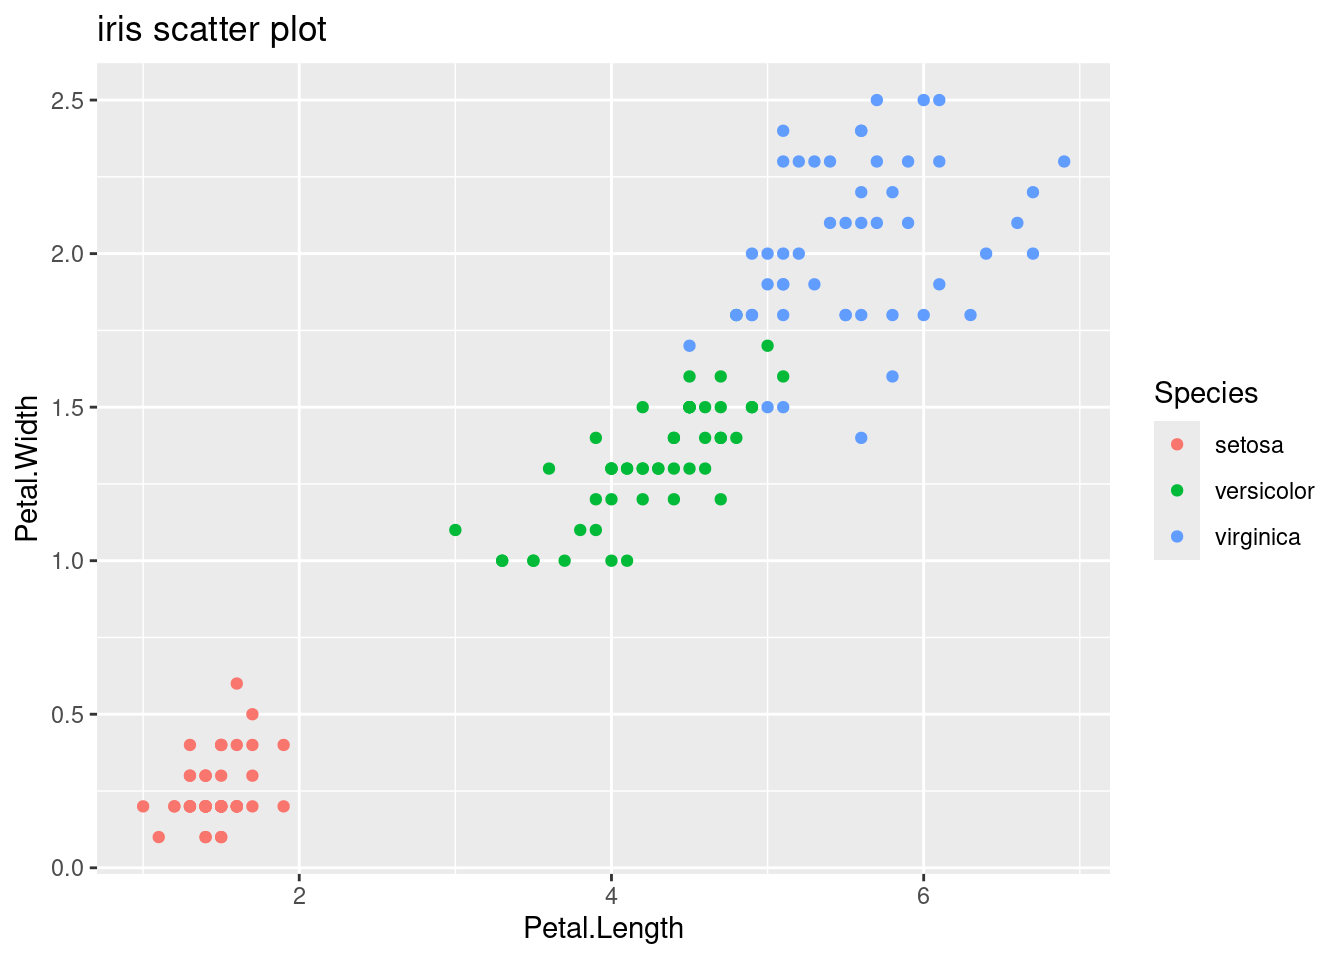 iris scatter plot
2.5
2.0
1.5
1.0
0.5
0.0
2 4 6
Petal.Width
Petal.Length
Species
setosa
versicolor
virginica